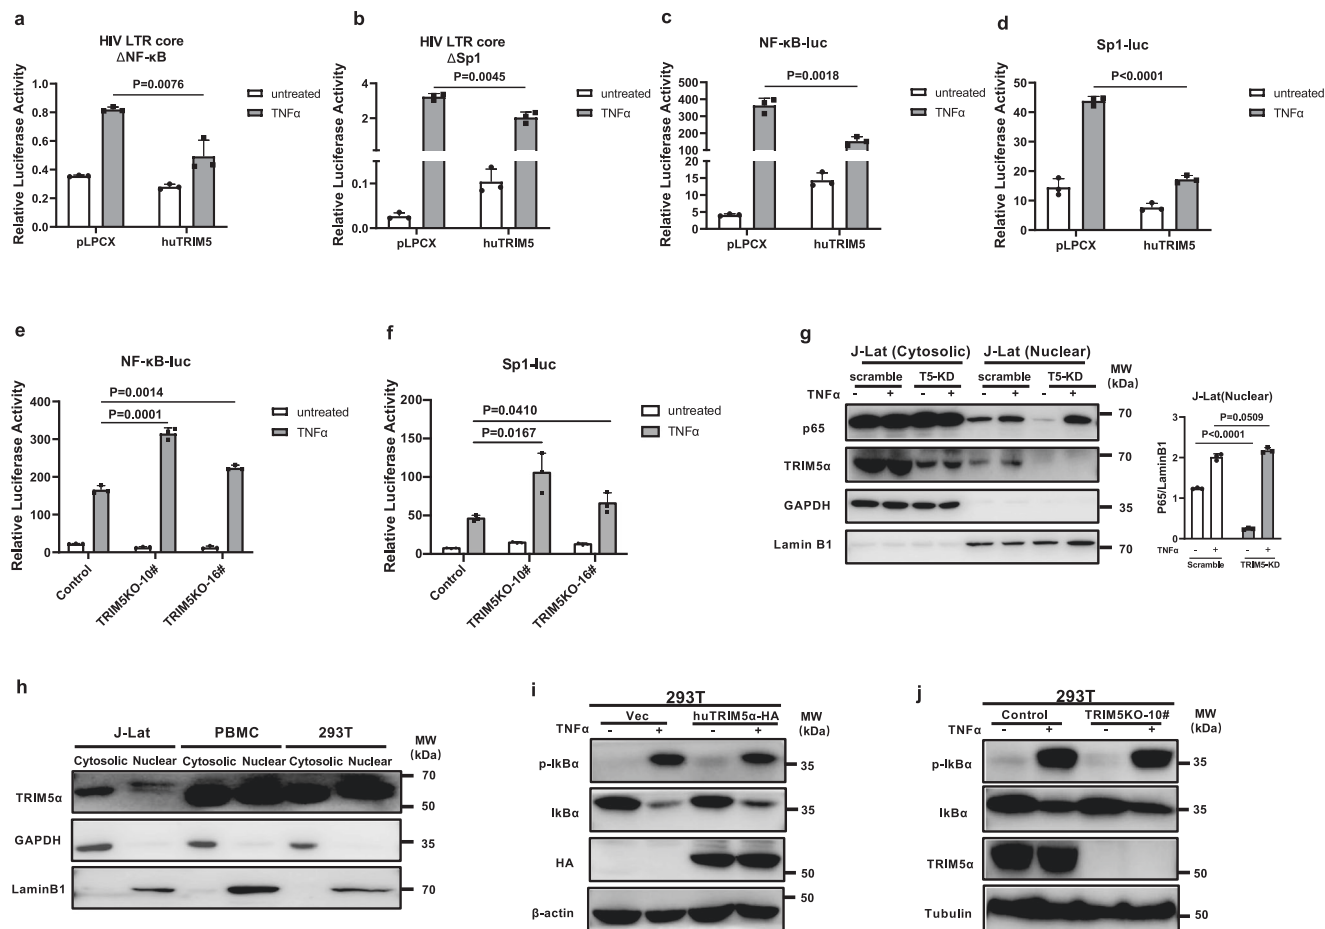 a
HIV LTR core
ΔNF-κB
Relative Luciferase Activity
1.0
0.8
0.6
0.4
0.2
0.0
P=0.0076
untreated
TNFα
pLPCX
huTRIM5
b
HIV LTR core
ΔSp1
Relative Luciferase Activity
4
2
0.1
0.0
P=0.0045
untreated
TNFα
pLPCX
huTRIM5
c
NF-κB-luc
Relative Luciferase Activity
400
350
300
250
200
150
100
20
15
10
5
0
P=0.0018
untreated
TNFα
pLPCX
huTRIM5
d
Sp1-luc
Relative Luciferase Activity
50
40
30
20
10
0
P<0.0001
untreated
TNFα
pLPCX
huTRIM5
e
NF-κB-luc
Relative Luciferase Activity
400
300
200
100
0
P=0.0014
P=0.0001
untreated
TNFα
Control
TRIM5KO-10#
TRIM5KO-16#
f
Sp1-luc
Relative Luciferase Activity
200
150
100
50
0
P=0.0410
P=0.0167
untreated
TNFα
Control
TRIM5KO-10#
TRIM5KO-16#
g
J-Lat (Cytosolic) J-Lat (Nuclear)
scramble T5-KD scramble T5-KD
MW
(kDa)
TNFα - + - + - + - +
p65
70
TRIM5α
70
GAPDH
35
Lamin B1
70
J-Lat(Nuclear)
P65/LaminB1
3
2
1
0
P=0.0509
P<0.0001
TNFα - + - +
Scramble TRIM5-KD
h
J-Lat PBMC 293T
Cytosolic Nuclear Cytosolic Nuclear Cytosolic Nuclear
MW
(kDa)
TRIM5α
70
50
GAPDH
35
LaminB1
70
i
293T
Vec huTRIM5α-HA
MW
(kDa)
TNFα - + - +
p-IkBα
35
IkBα
35
HA
50
β-actin
50
j
293T
Control TRIM5KO-10#
MW
(kDa)
TNFα - + - +
p-IkBα
35
IkBα
35
TRIM5α
50
Tubulin
50